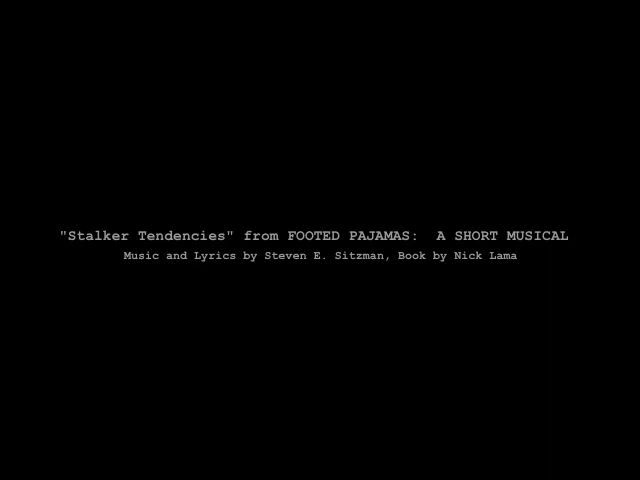 "Stalker Tendencies" from FOOTED PAJAMAS:  A SHORT MUSICAL
Music and Lyrics by Steven E. Sitzman, Book by Nick Lama